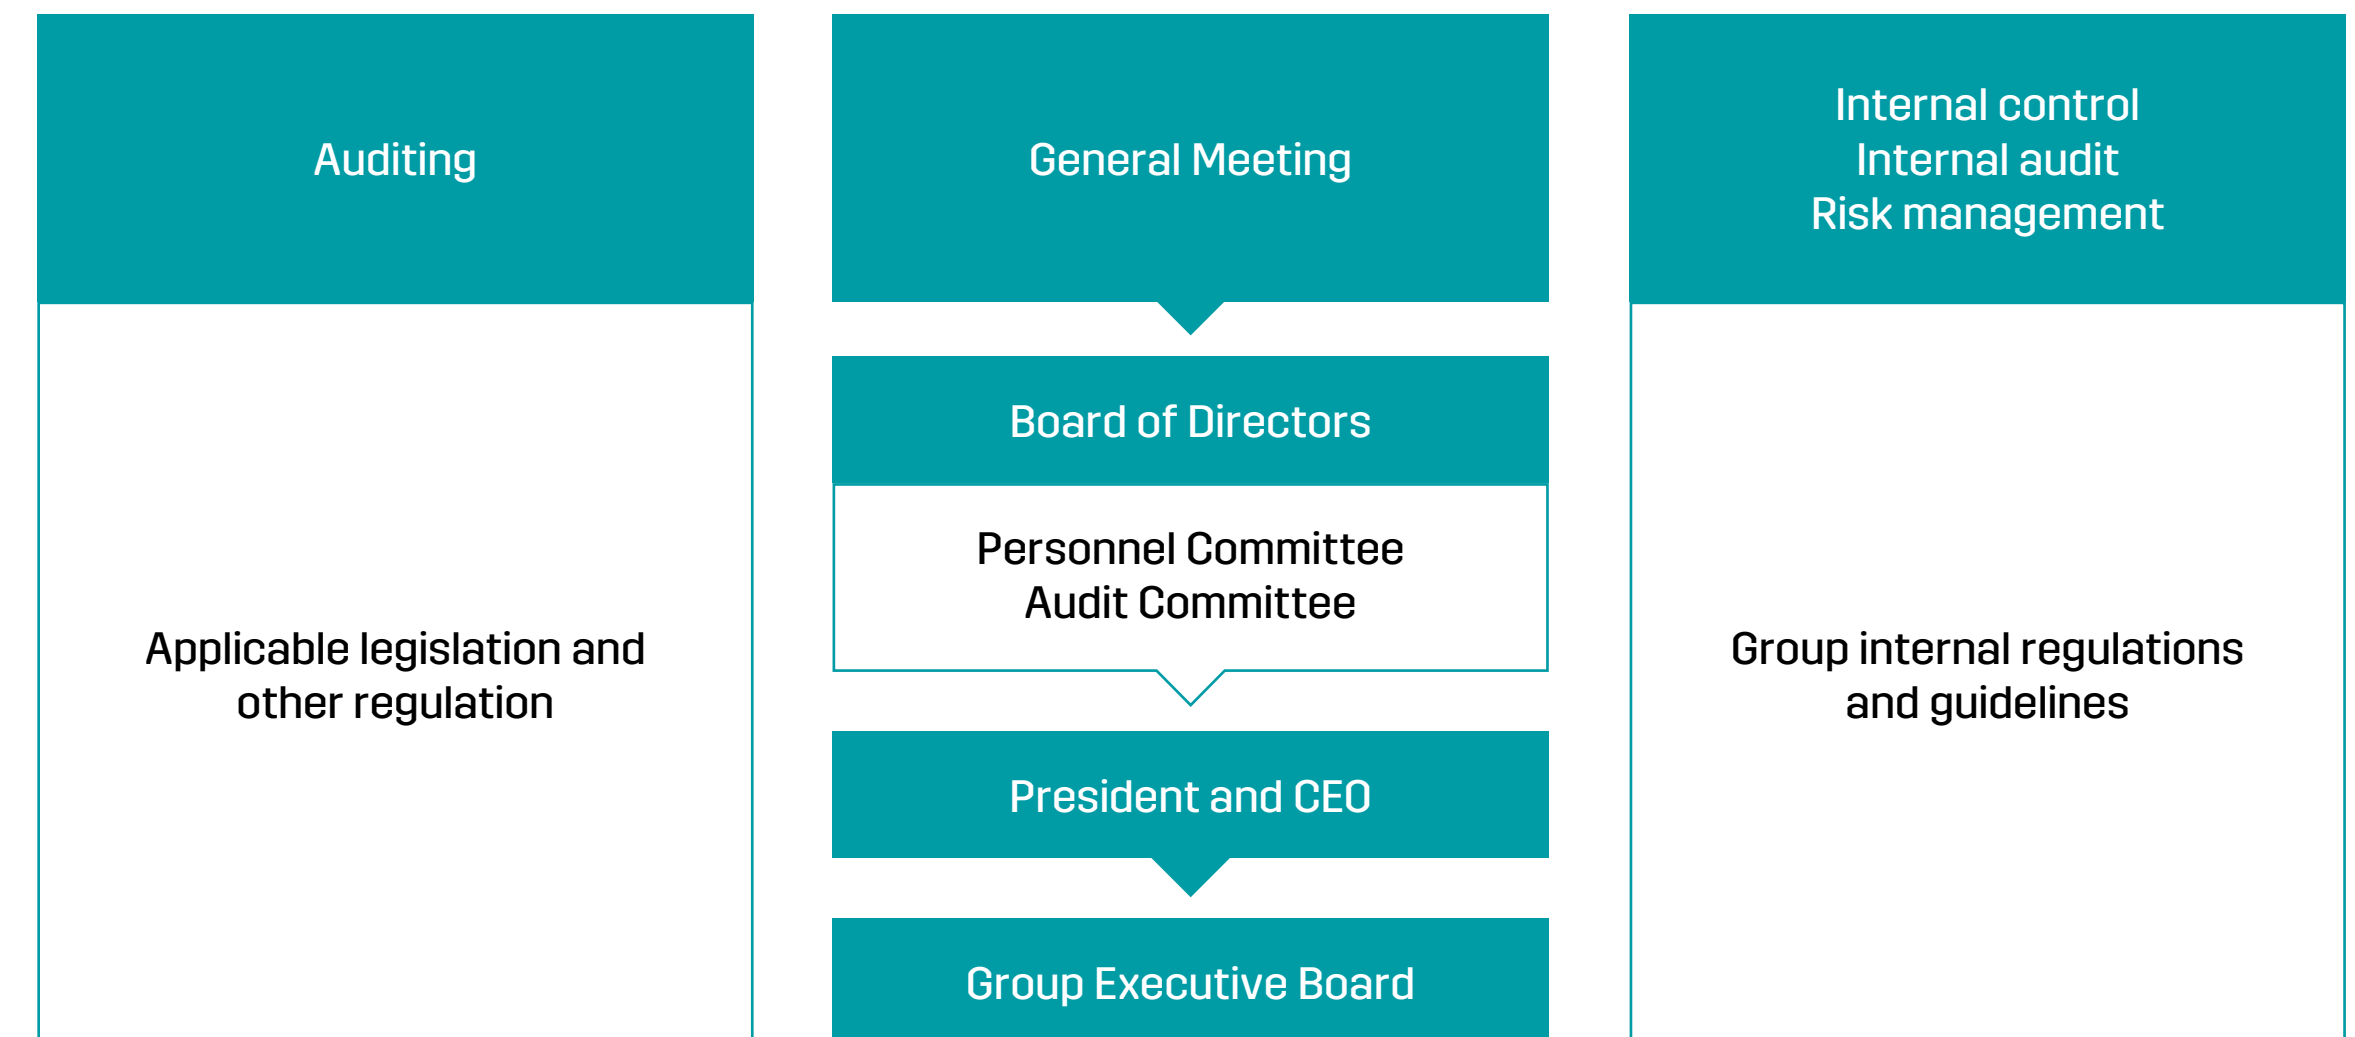 Auditing
Applicable legislation and
other regulation
General Meeting
Board of Directors
Personnel Committee
Audit Committee
President and CEO
Group Executive Board
Internal control
Internal audit
Risk management
Group internal regulations
and guidelines